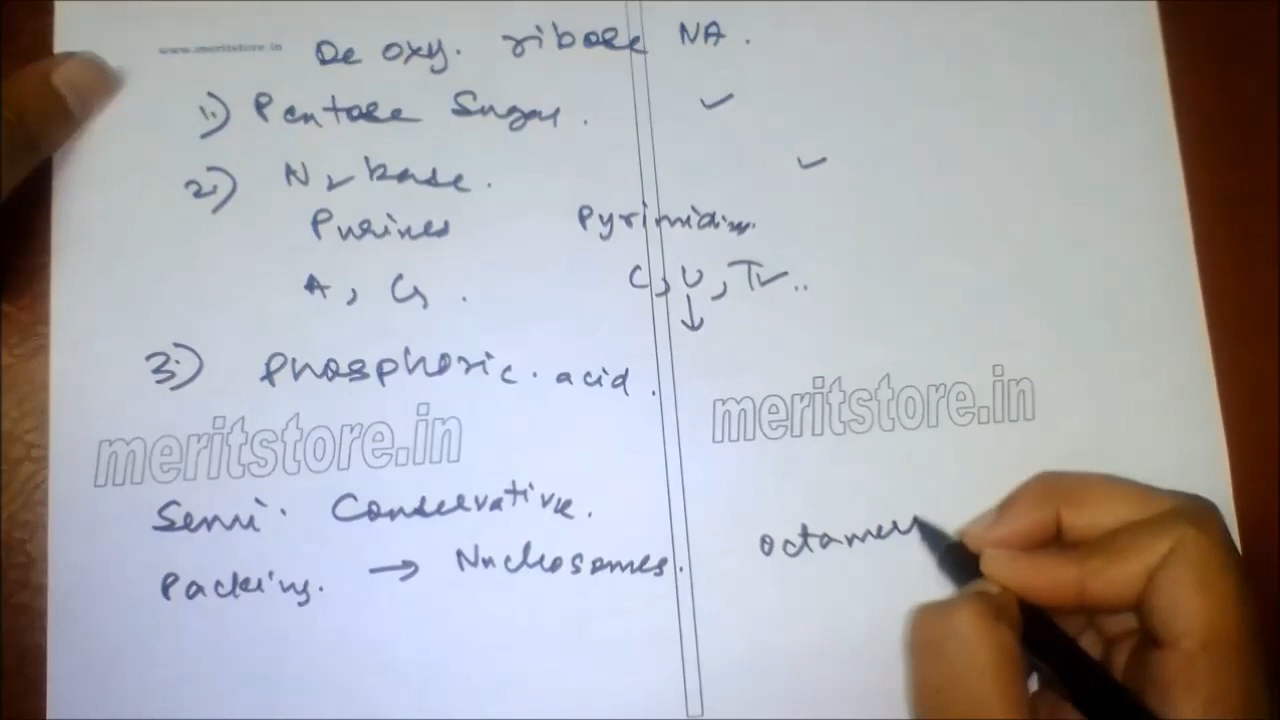 www.meritstore.in
De oxy. ribose NA.
1) Pentose Sugar.
2) N2 base.
Purines Pyrimidines
A, G. C, U, T..
3) Phosphoric acid.
meritstore.in meritstore.in
Semi. Conservative.
Packing. → Nucleosomes.
Octamer